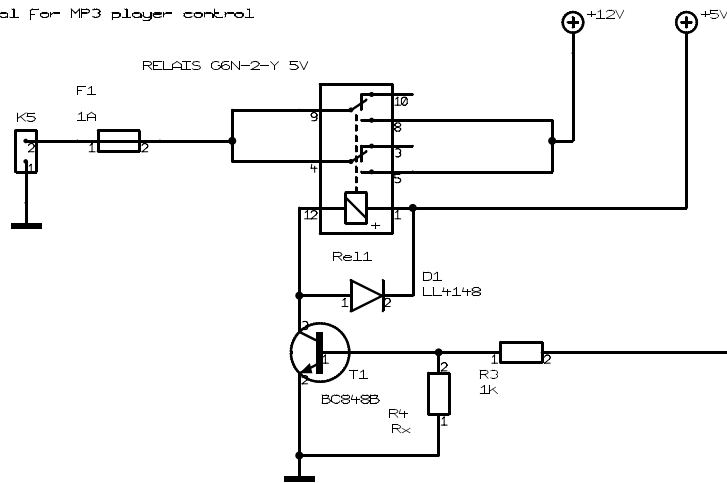 al For MP3 player control
+12V
+5V
RELAIS G6N-2-Y 5V
F1
1A
K5
2
1
1
2
9
4
12
10
8
3
5
1
+
Rel1
D1
LL4148
1
2
3
1
2
T1
BC848B
R3
1k
1
2
R4
Rx
2
1